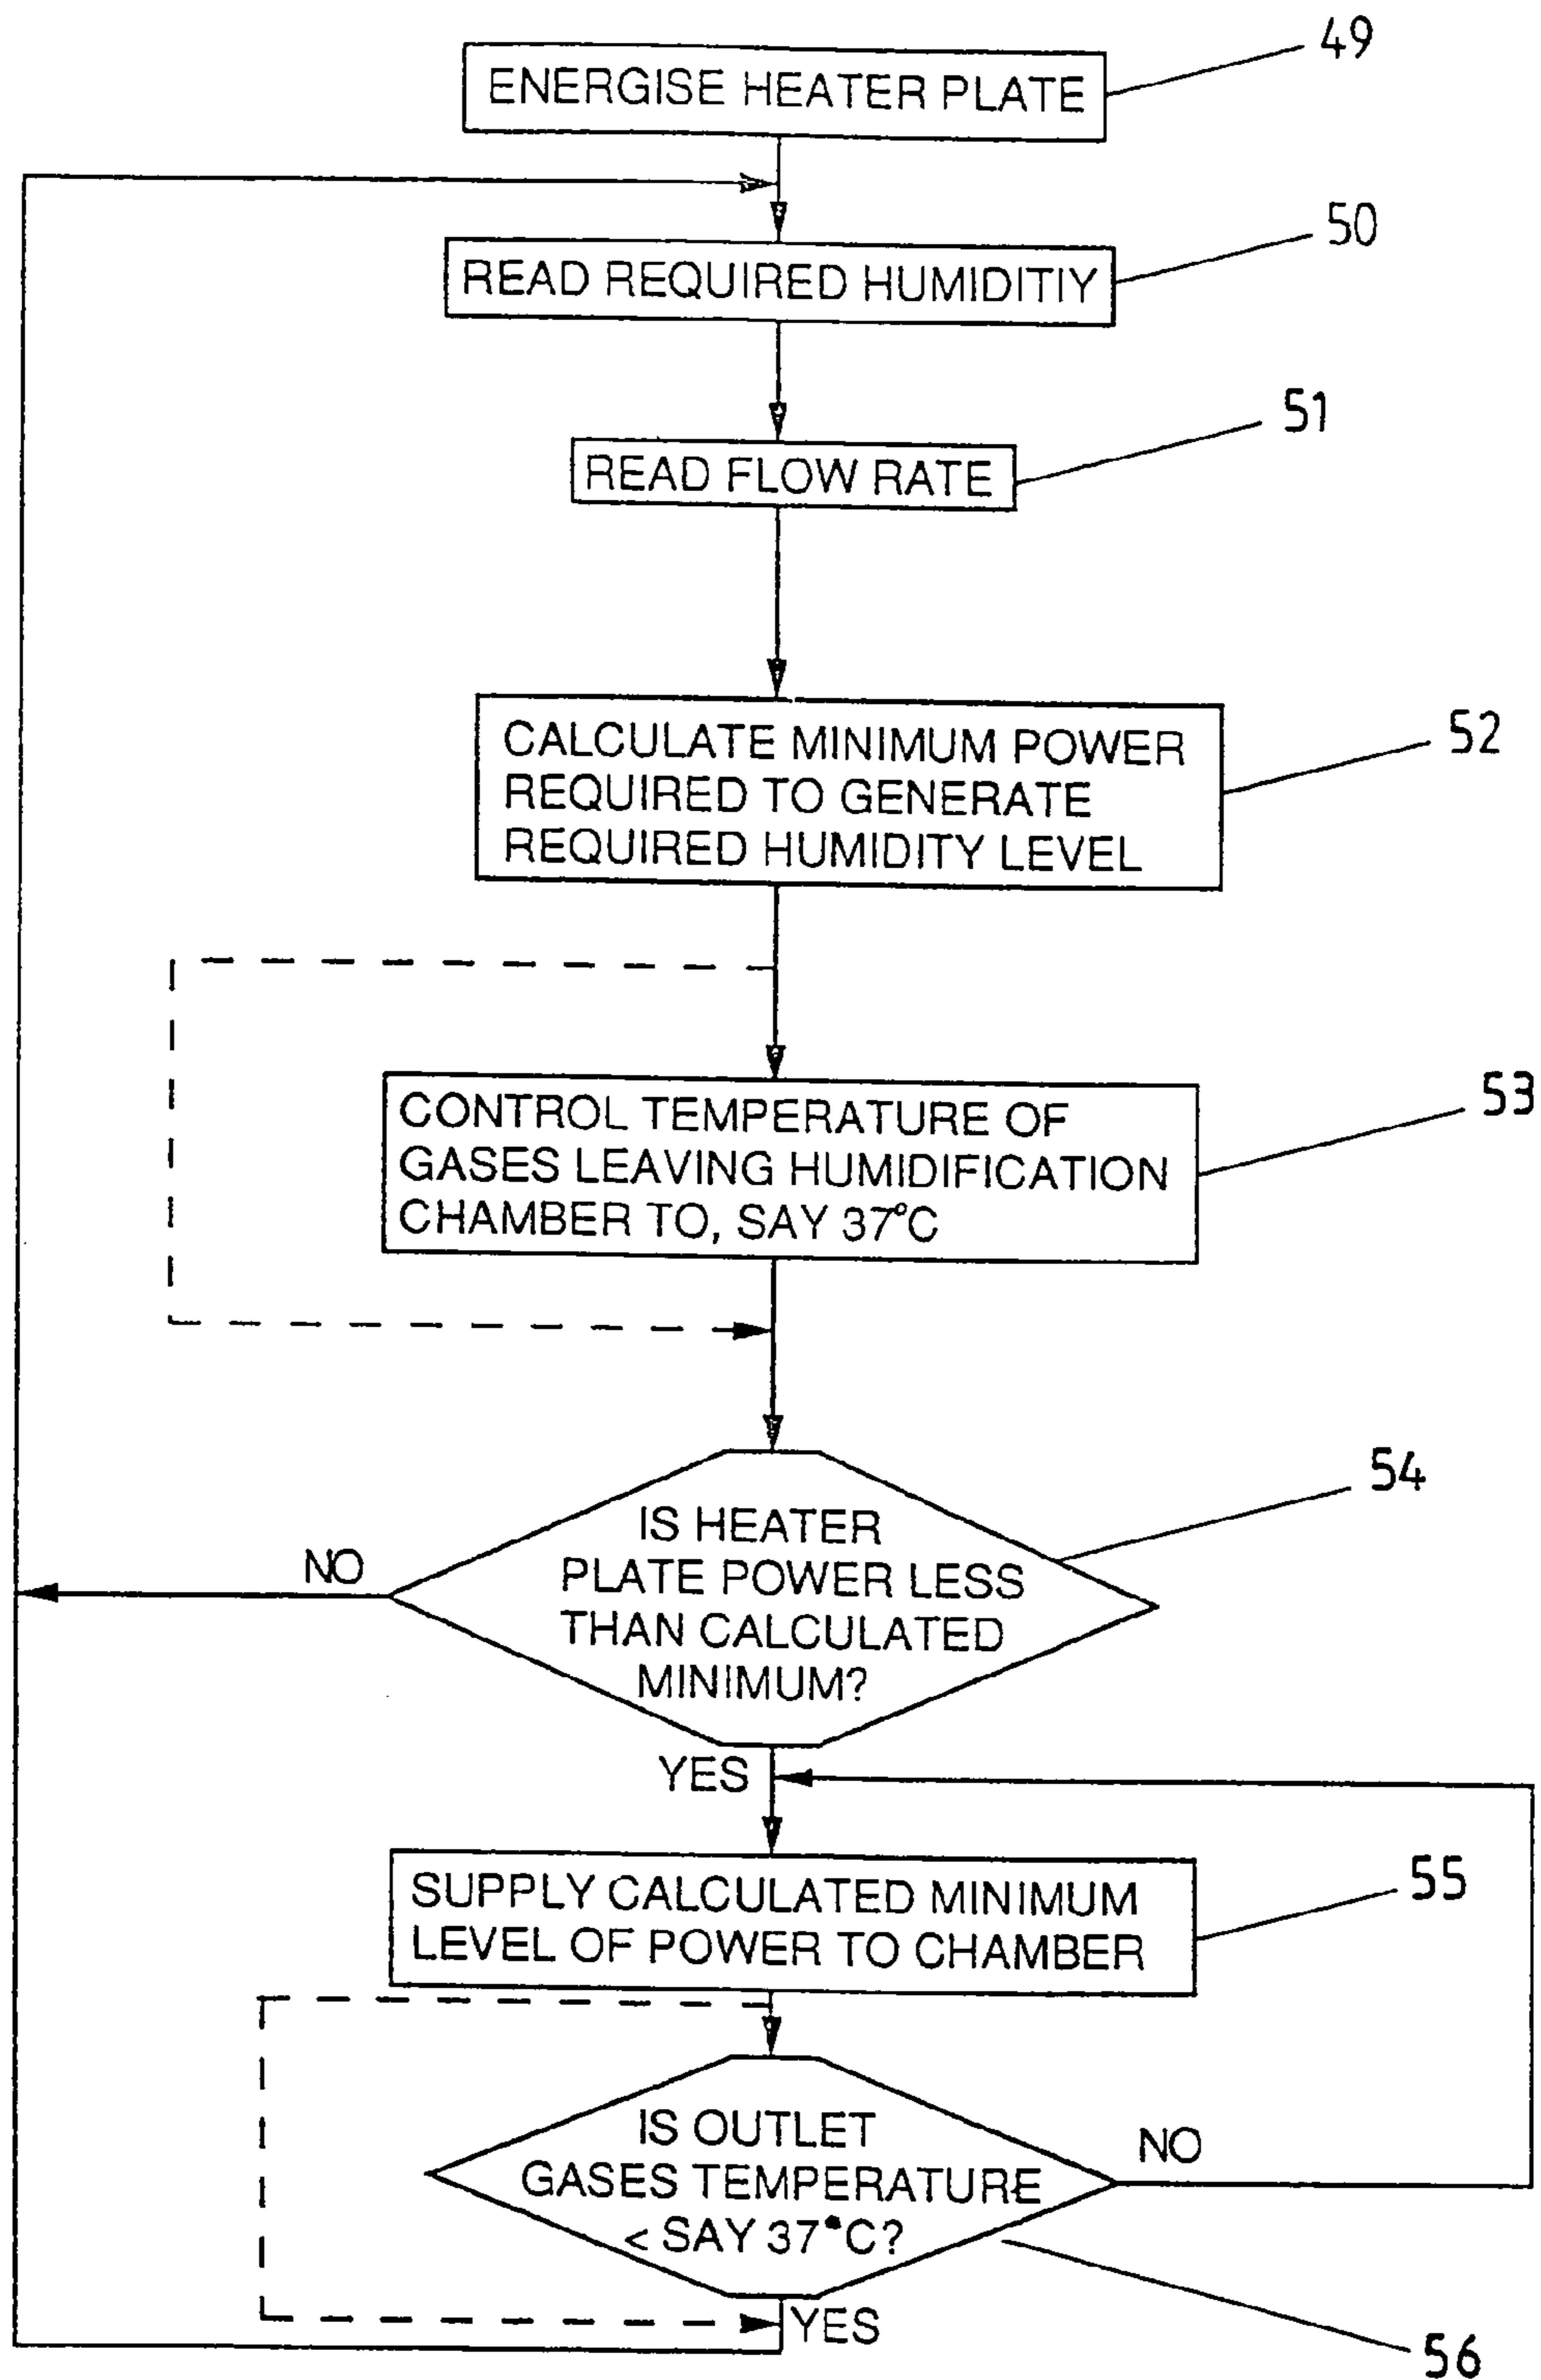 49
ENERGISE HEATER PLATE
50
READ REQUIRED HUMIDITIY
51
READ FLOW RATE
52
CALCULATE MINIMUM POWER
REQUIRED TO GENERATE
REQUIRED HUMIDITY LEVEL
53
CONTROL TEMPERATURE OF
GASES LEAVING HUMIDIFICATION
CHAMBER TO, SAY 37°C
54
IS HEATER
PLATE POWER LESS
THAN CALCULATED
MINIMUM?
NO
YES
55
SUPPLY CALCULATED MINIMUM
LEVEL OF POWER TO CHAMBER
IS OUTLET
GASES TEMPERATURE
< SAY 37°C?
NO
YES
56